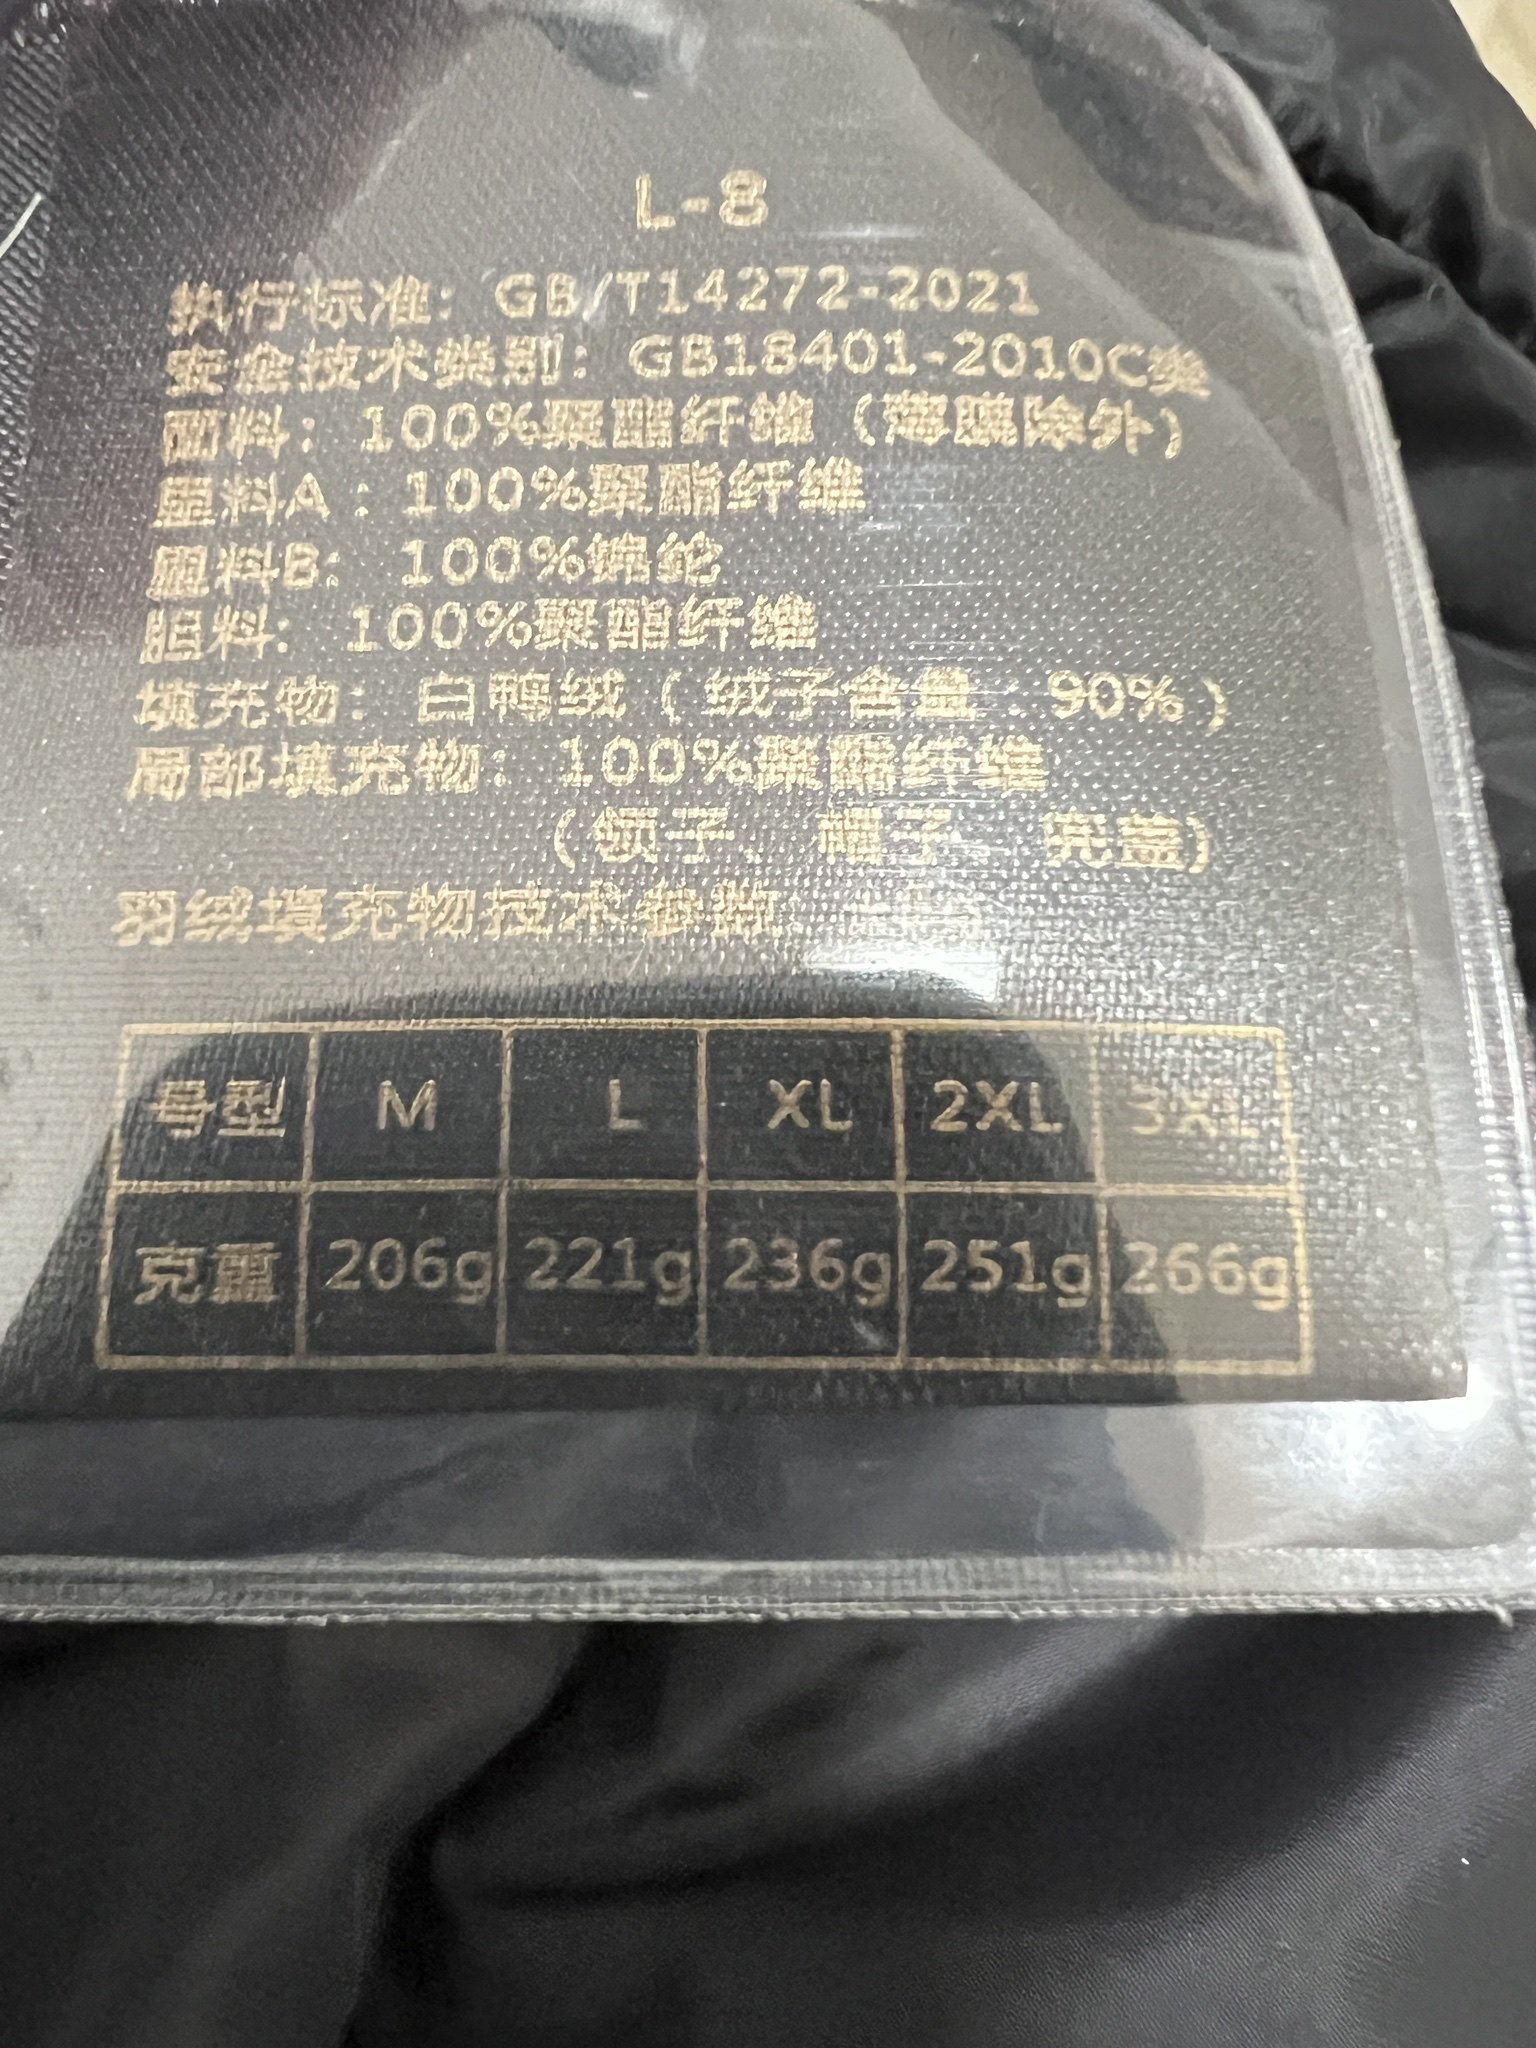 L-8
执行标准：GB/T14272-2021
安全技术类别：GB18401-2010C类
面料：100%聚酯纤维（薄膜除外）
里料A：100%聚酯纤维
里料B：100%锦纶
胆料：100%聚酯纤维
填充物：白鸭绒（绒子含量：90%）
局部填充物：100%聚酯纤维
（领子、帽子、兜盖）
羽绒填充物技术参数：
号型 M L XL 2XL 3XL
克重 206g 221g 236g 251g 266g